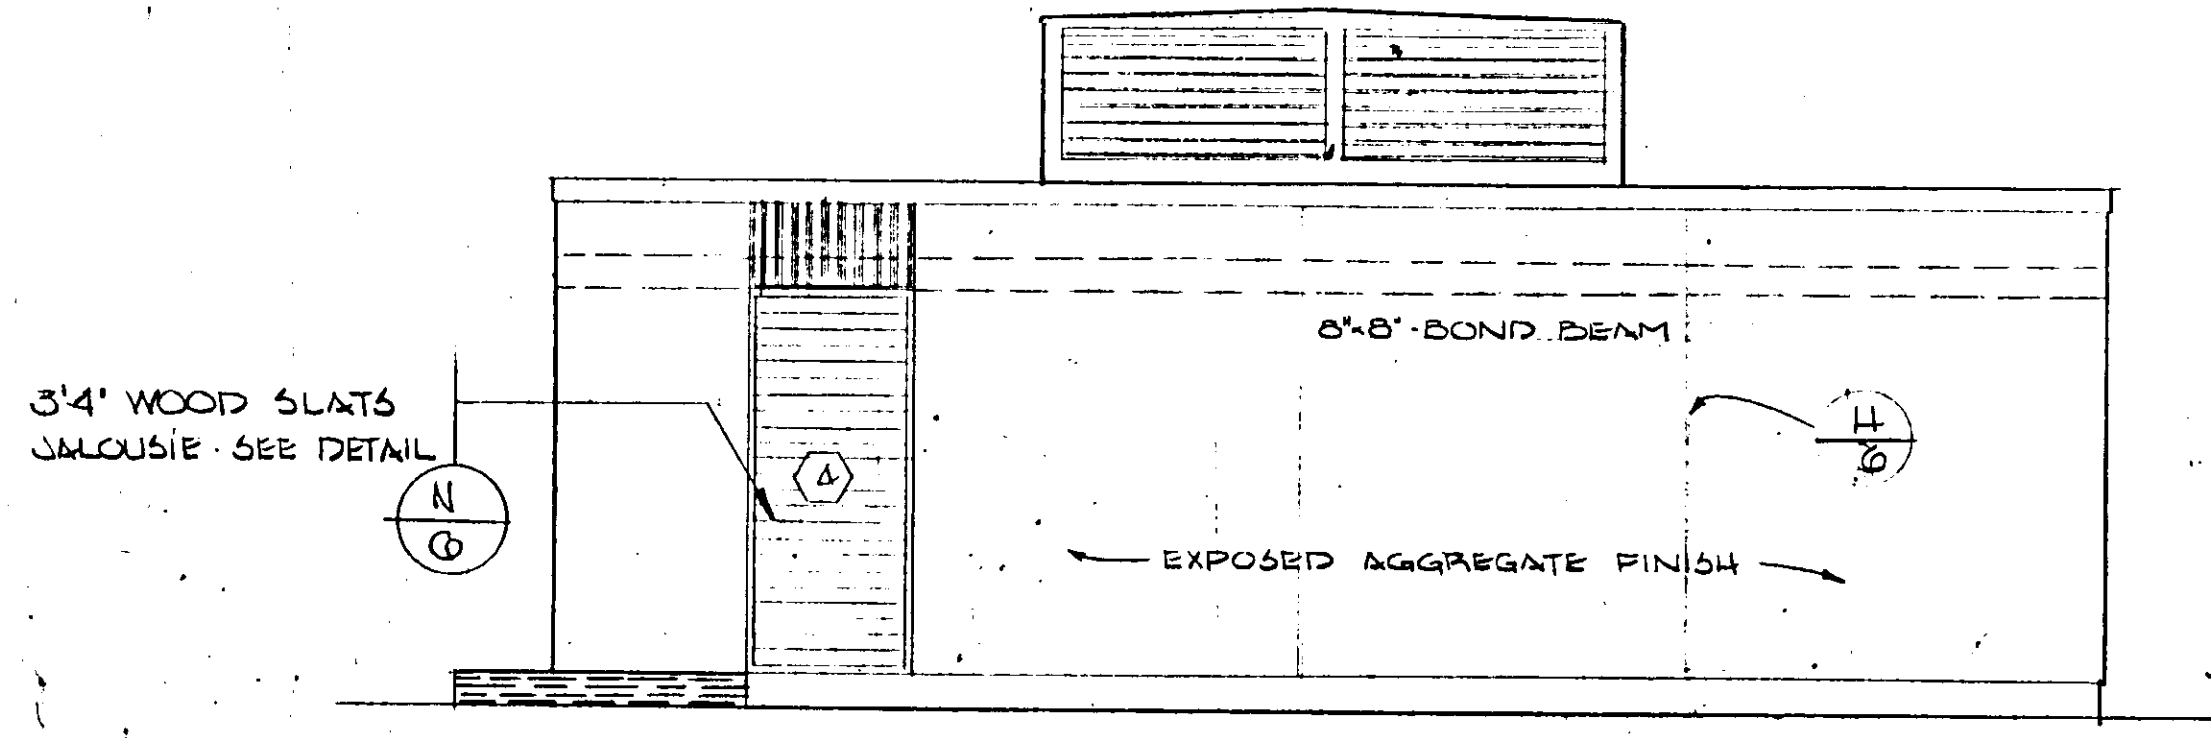 3'4" WOOD SLATS
JALOUSIE · SEE DETAIL
N
6
4
8"x8" · BOND BEAM
H
6
EXPOSED AGGREGATE FINISH